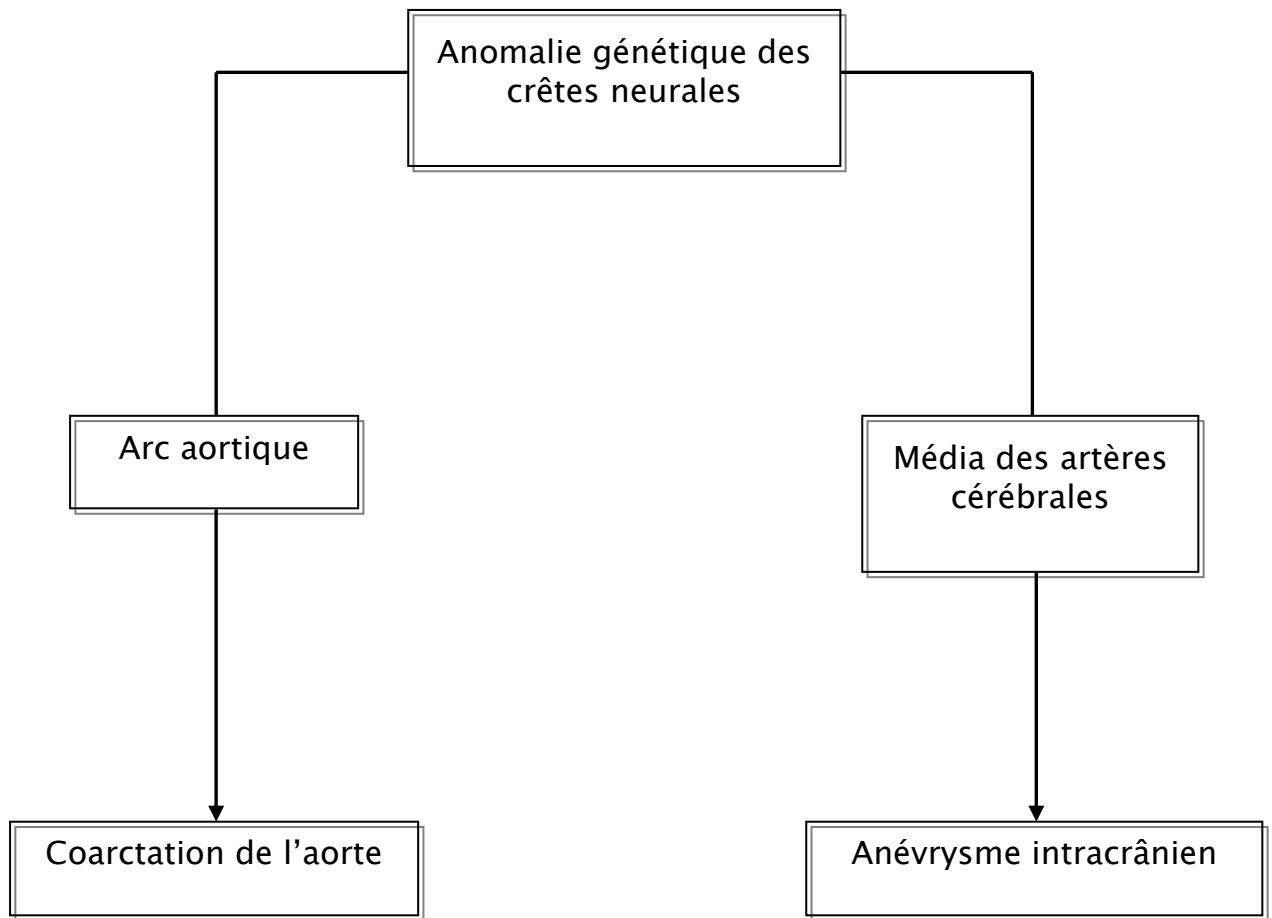 Anomalie génétique des
crêtes neurales
Arc aortique
Média des artères
cérébrales
Coarctation de l’aorte
Anévrysme intracrânien